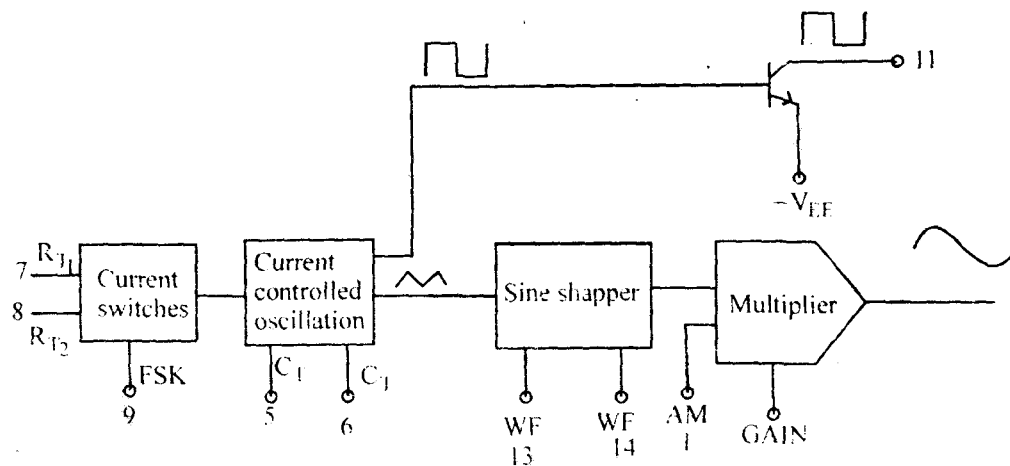 11
-V_EE
7 R_T1
8
R_T2
Current
switches
FSK
9
Current
controlled
oscillation
C_T
5
C_T
6
Sine shapper
WF
13
WF
14
Multiplier
AM
1
GAIN